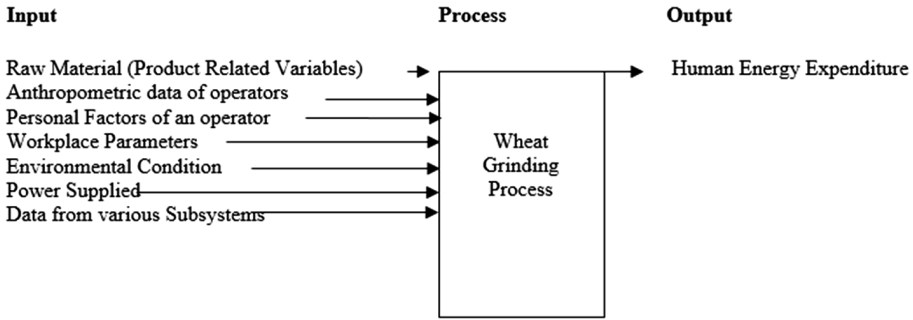 Input
Process
Output
Raw Material (Product Related Variables)
Human Energy Expenditure
Anthropometric data of operators
Personal Factors of an operator
Workplace Parameters
Environmental Condition
Power Supplied
Data from various Subsystems
Wheat
Grinding
Process